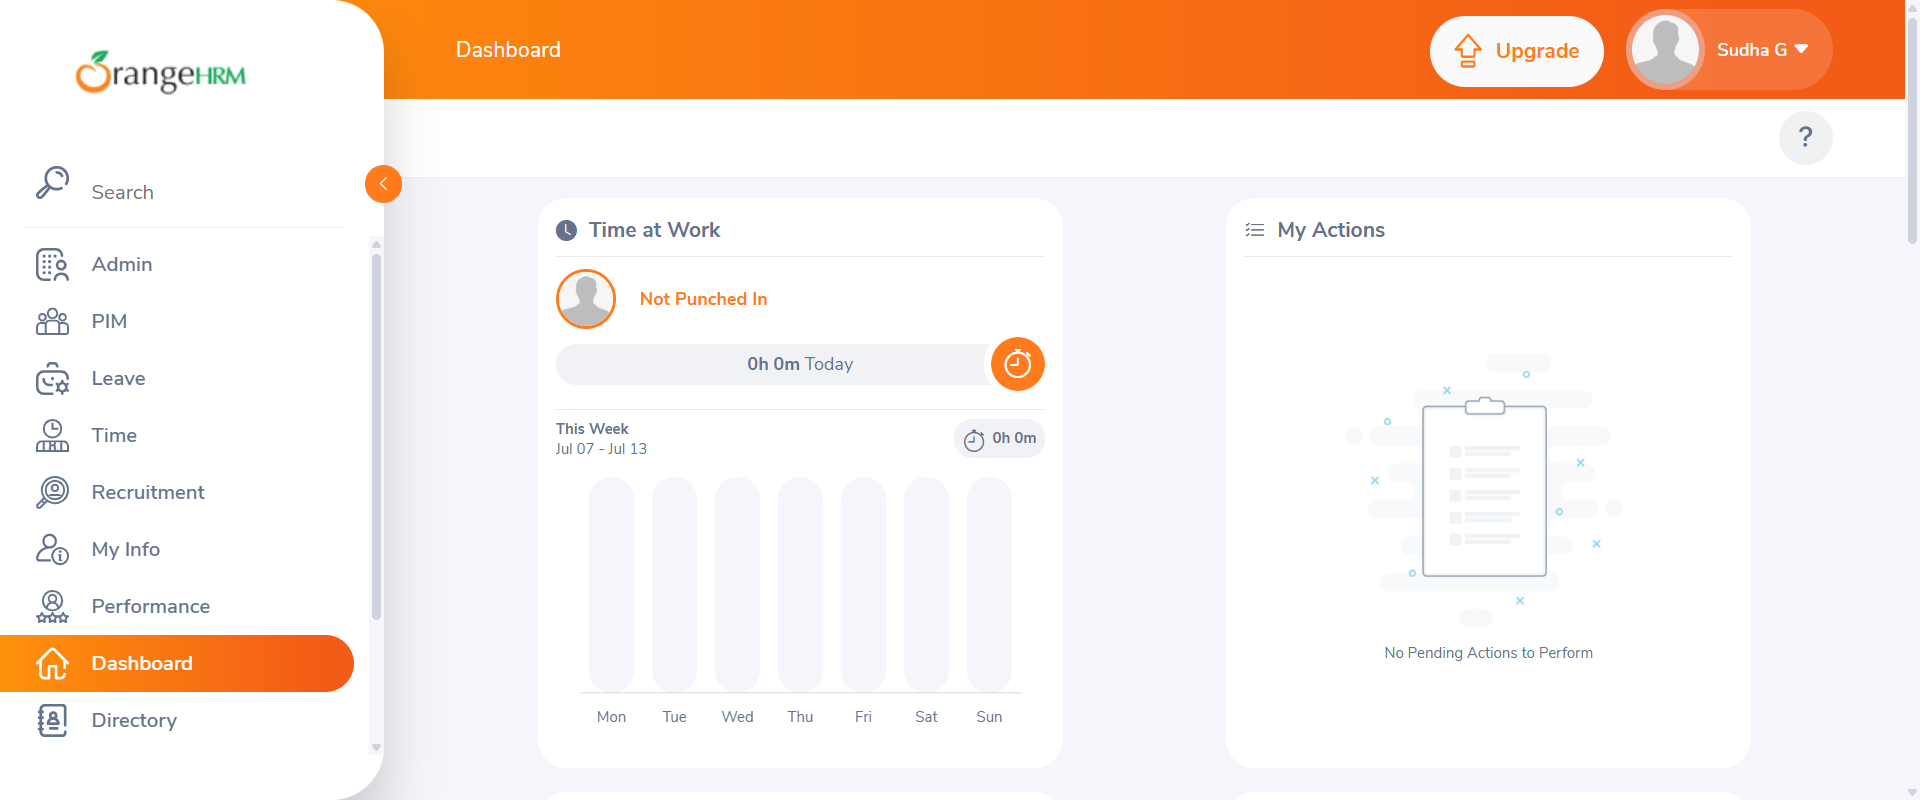 OrangeHRM
Search
Admin
PIM
Leave
Time
Recruitment
My Info
Performance
Dashboard
Directory
Dashboard
Upgrade
Sudha G
?
Time at Work
Not Punched In
0h 0m Today
This Week
Jul 07 - Jul 13
0h 0m
Mon Tue Wed Thu Fri Sat Sun
My Actions
No Pending Actions to Perform